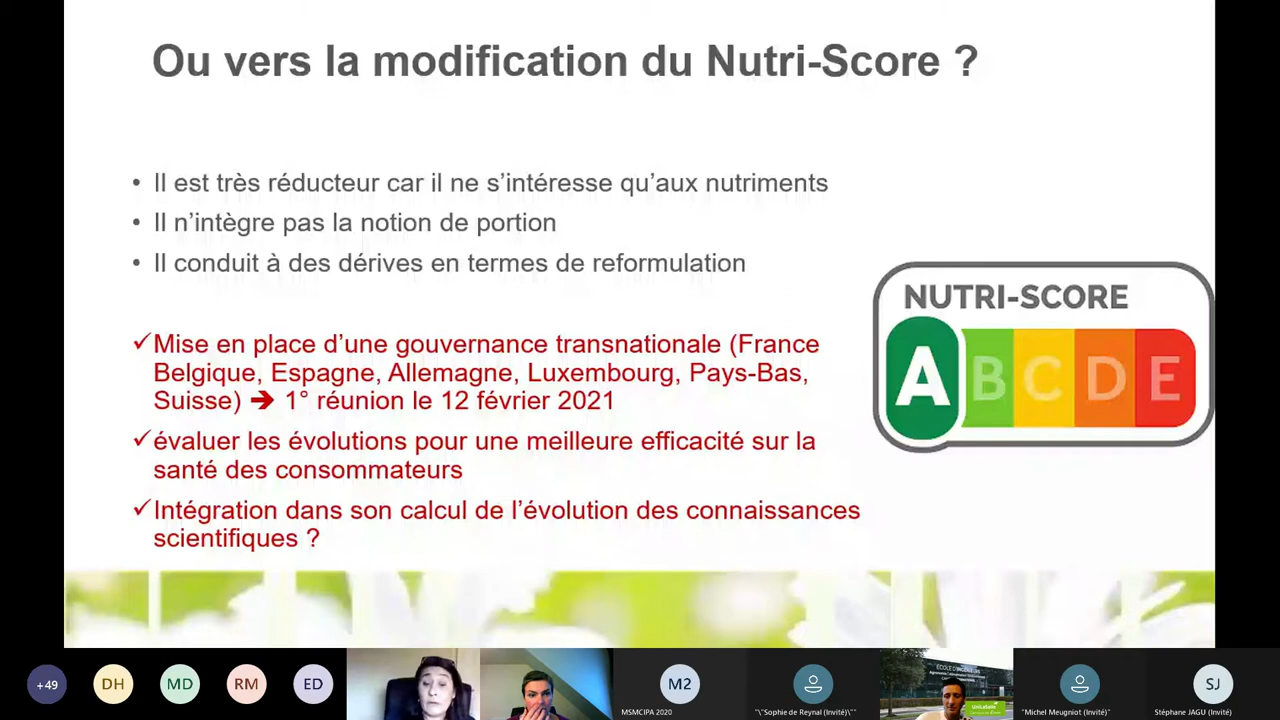 Ou vers la modification du Nutri-Score ?
• Il est très réducteur car il ne s’intéresse qu’aux nutriments
• Il n’intègre pas la notion de portion
• Il conduit à des dérives en termes de reformulation
NUTRI-SCORE
A B C D E
✓Mise en place d’une gouvernance transnationale (France
Belgique, Espagne, Allemagne, Luxembourg, Pays-Bas,
Suisse) ➔ 1° réunion le 12 février 2021
✓évaluer les évolutions pour une meilleure efficacité sur la
santé des consommateurs
✓Intégration dans son calcul de l’évolution des connaissances
scientifiques ?
+49 DH MD RM ED M2 SJ
ÉCOLE D'INGÉNIEURS
UniLaSalle
MSMCIPA 2020
"\"Sophie de Reynal (Invité)\""
"Michel Meugniot (Invité)"
Stéphane JAGU (Invité)